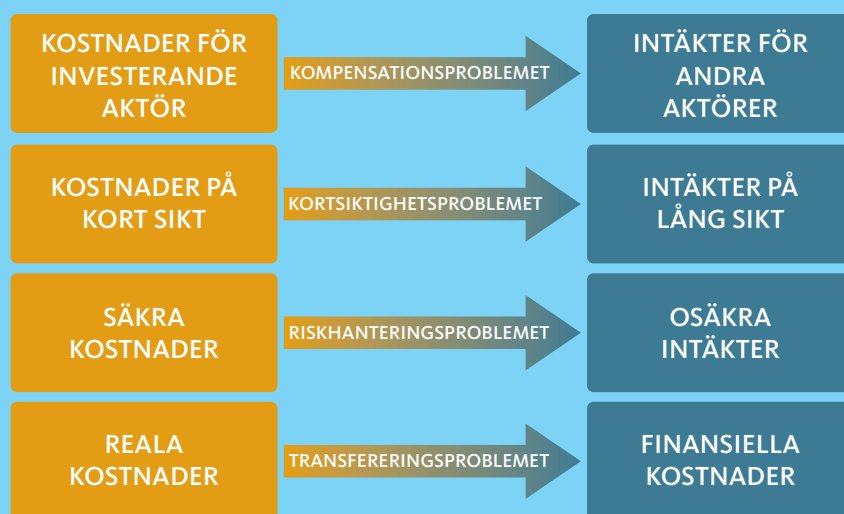 KOSTNADER FÖR
INVESTERANDE
AKTÖR
KOMPENSATIONSPROBLEMET
INTÄKTER FÖR
ANDRA
AKTÖRER
KOSTNADER PÅ
KORT SIKT
KORTSIKTIGHETSPROBLEMET
INTÄKTER PÅ
LÅNG SIKT
SÄKRA
KOSTNADER
RISKHANTERINGSPROBLEMET
OSÄKRA
INTÄKTER
REALA
KOSTNADER
TRANSFERERINGSPROBLEMET
FINANSIELLA
KOSTNADER